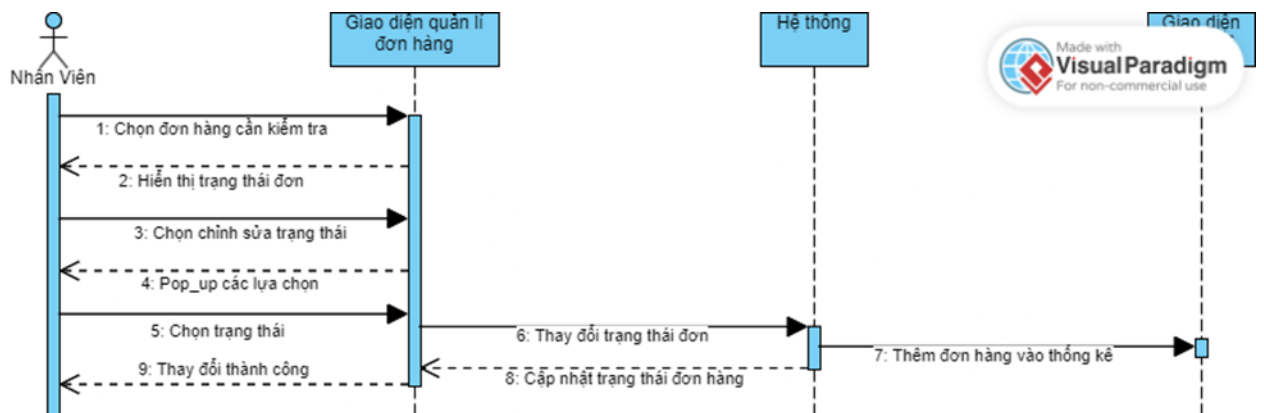 Giao diện quản lí
đơn hàng
Hệ thống
Giao diện
Made with
VisualParadigm
For non-commercial use
Nhân Viên
1: Chọn đơn hàng cần kiểm tra
2: Hiển thị trạng thái đơn
3: Chọn chỉnh sửa trạng thái
4: Pop_up các lựa chọn
5: Chọn trạng thái
6: Thay đổi trạng thái đơn
7: Thêm đơn hàng vào thống kê
8: Cập nhật trạng thái đơn hàng
9: Thay đổi thành công